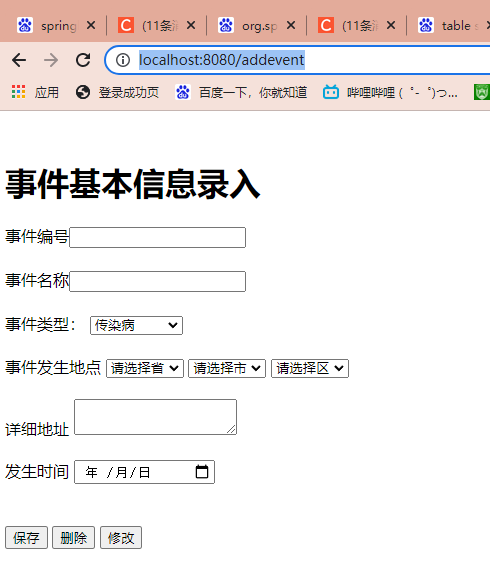 spring
(11条消
org.sp
(11条消
table s
localhost:8080/addevent
应用 登录成功页 百度一下，你就知道 哔哩哔哩 (゜-゜)つ...
事件基本信息录入
事件编号
事件名称
事件类型： 传染病
事件发生地点 请选择省 请选择市 请选择区
详细地址
发生时间 年 /月/日
保存 删除 修改